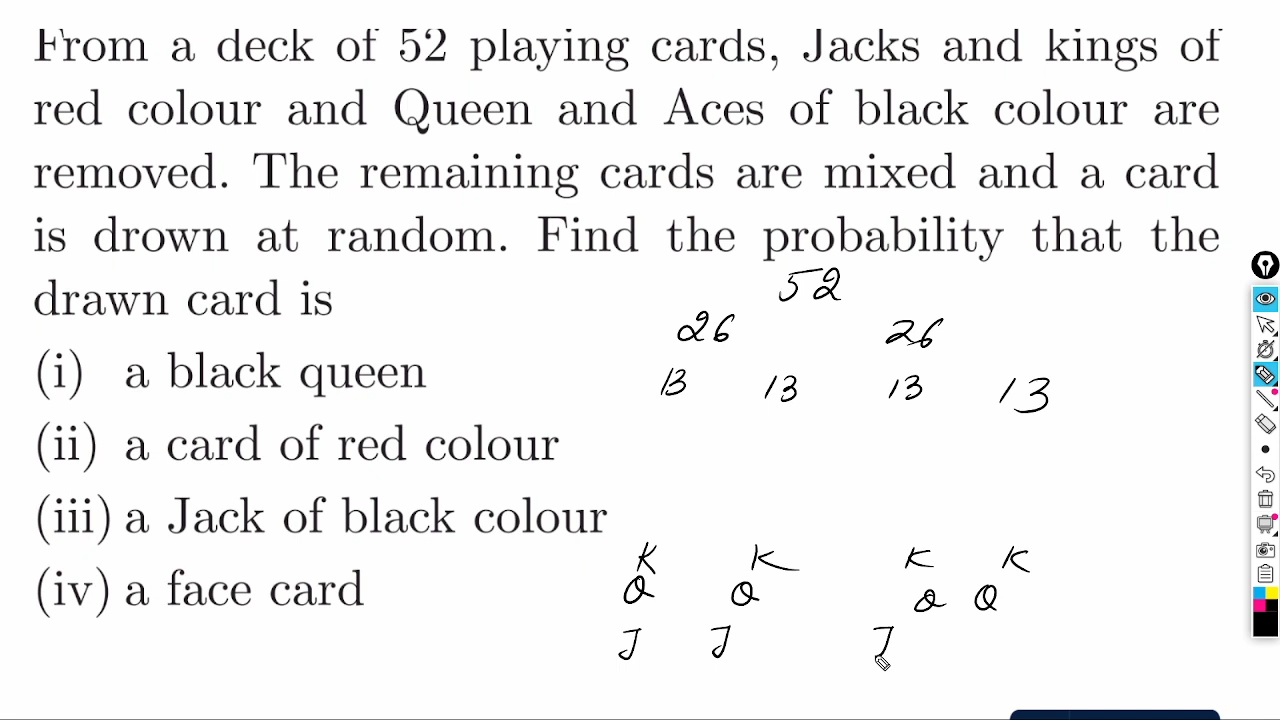 From a deck of 52 playing cards, Jacks and kings of
red colour and Queen and Aces of black colour are
removed. The remaining cards are mixed and a card
is drown at random. Find the probability that the
drawn card is
52
26 26
(i) a black queen
13 13 13 13
(ii) a card of red colour
(iii) a Jack of black colour
K K K K
(iv) a face card
Q Q Q Q
J J J